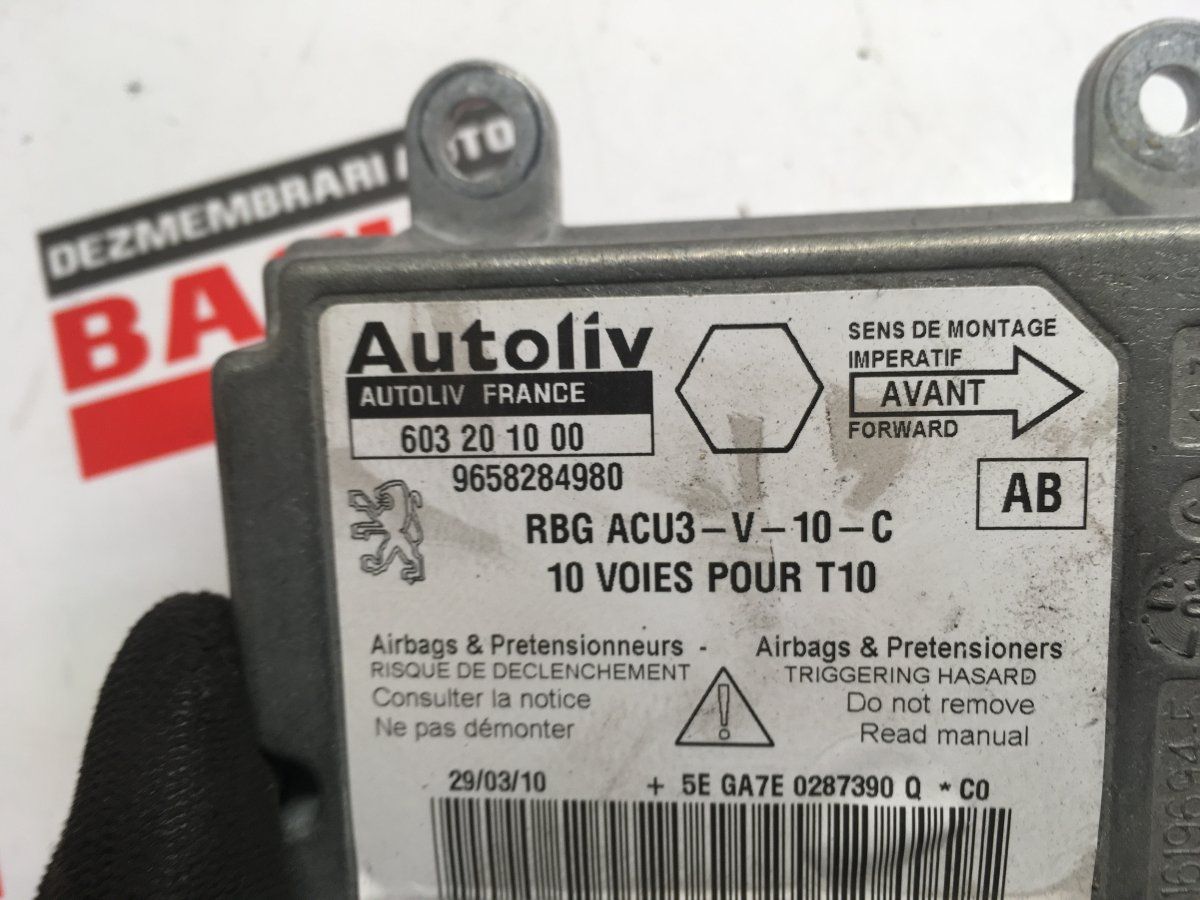 DEZMEMBRARI AUTO
Autoliv
AUTOLIV FRANCE
603 20 10 00
9658284980
SENS DE MONTAGE
IMPERATIF
AVANT
FORWARD
AB
RBG ACU3-V-10-C
10 VOIES POUR T10
Airbags & Pretensionneurs -
RISQUE DE DECLENCHEMENT
Consulter la notice
Ne pas démonter
Airbags & Pretensioners
TRIGGERING HASARD
Do not remove
Read manual
29/03/10 + 5E GA7E 0287390 Q * C0